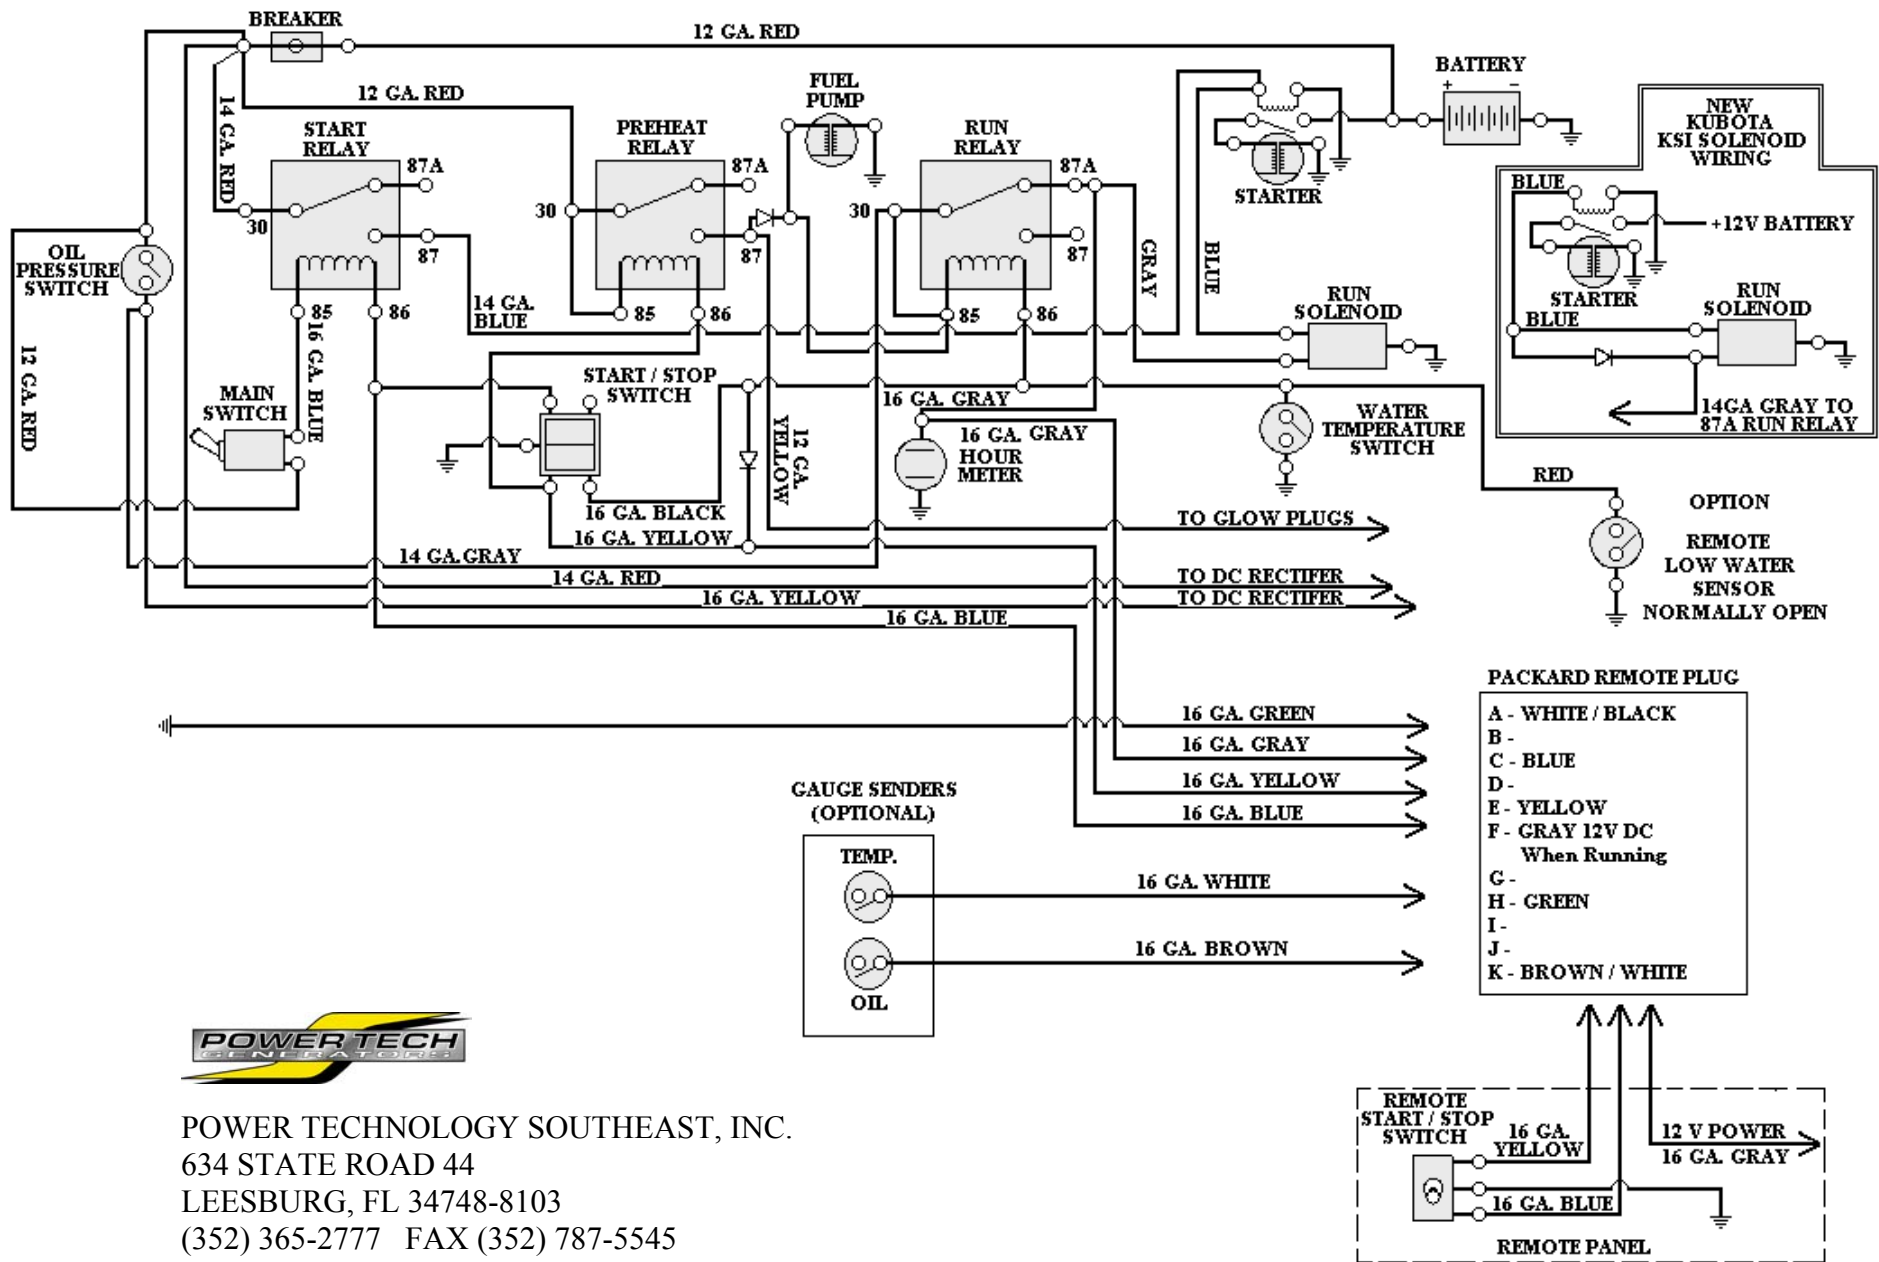 BREAKER
12 GA. RED
BATTERY
+ -
FUEL
PUMP
12 GA. RED
14 GA. RED
START
RELAY
PREHEAT
RELAY
RUN
RELAY
87A
87A
87A
30
30
30
87
87
87
85
86
85
86
85
86
STARTER
NEW
KUBOTA
KSI SOLENOID
WIRING
BLUE
+12V BATTERY
STARTER
RUN
SOLENOID
BLUE
14GA GRAY TO
87A RUN RELAY
OIL
PRESSURE
SWITCH
14 GA.
BLUE
GRAY
BLUE
RUN
SOLENOID
12 GA. RED
16 GA. BLUE
MAIN
SWITCH
START / STOP
SWITCH
16 GA. GRAY
16 GA. GRAY
HOUR
METER
12 GA.
YELLOW
WATER
TEMPERATURE
SWITCH
RED
OPTION
REMOTE
LOW WATER
SENSOR
NORMALLY OPEN
16 GA. BLACK
16 GA. YELLOW
TO GLOW PLUGS
14 GA.GRAY
14 GA. RED
TO DC RECTIFER
16 GA. YELLOW
TO DC RECTIFER
16 GA. BLUE
16 GA. GREEN
16 GA. GRAY
16 GA. YELLOW
16 GA. BLUE
PACKARD REMOTE PLUG
A - WHITE / BLACK
B -
C - BLUE
D -
E - YELLOW
F - GRAY 12V DC
When Running
G -
H - GREEN
I -
J -
K - BROWN / WHITE
GAUGE SENDERS
(OPTIONAL)
TEMP.
16 GA. WHITE
16 GA. BROWN
OIL
POWER TECH
GENERATORS
POWER TECHNOLOGY SOUTHEAST, INC.
634 STATE ROAD 44
LEESBURG, FL 34748-8103
(352) 365-2777 FAX (352) 787-5545
REMOTE
START / STOP
SWITCH
16 GA.
YELLOW
12 V POWER
16 GA. GRAY
16 GA. BLUE
REMOTE PANEL